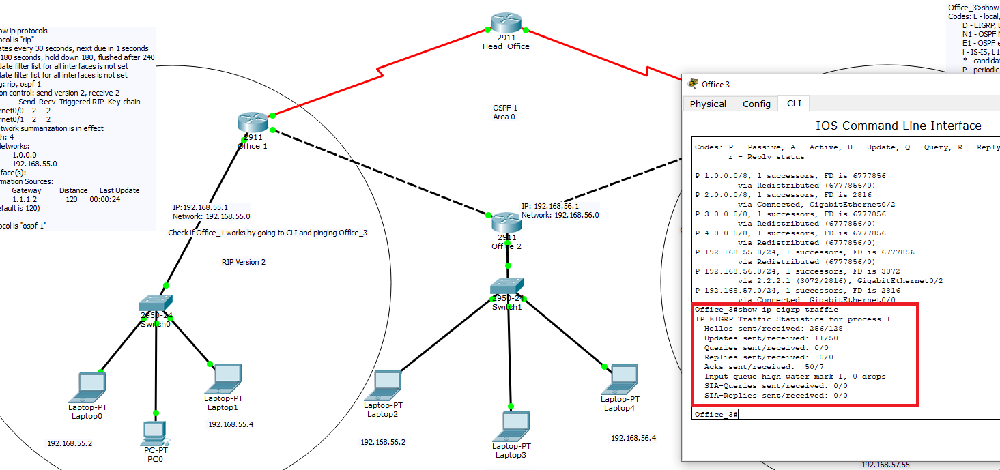 ow ip protocols
ocol is "rip"
ates every 30 seconds, next due in 1 seconds
180 seconds, hold down 180, flushed after 240
date filter list for all interfaces is not set
date filter list for all interfaces is not set
g: rip, ospf 1
on control: send version 2, receive 2
Send Recv Triggered RIP Key-chain
rnet0/0 2 2
rnet0/1 2 2
etwork summarization is in effect
th: 4
Networks:
1.0.0.0
192.168.55.0
rface(s):
rmation Sources:
Gateway Distance Last Update
1.1.1.2 120 00:00:24
efault is 120)
ocol is "ospf 1"
2911
Head_Office
OSPF 1
Area 0
2911
Office 1
IP:192.168.55.1
Network: 192.168.55.0
Check if Office_1 works by going to CLI and pinging Office_3
RIP Version 2
IP: 192.168.56.1
Network: 192.168.56.0
2911
Office 2
2950-24
Switch0
2950-24
Switch1
Laptop-PT
Laptop0
Laptop-PT
Laptop1
PC-PT
PC0
192.168.55.2
192.168.55.4
Laptop-PT
Laptop2
Laptop-PT
Laptop3
Laptop-PT
Laptop4
192.168.56.2
192.168.56.4
Office_3>show
Codes: L - local,
D - EIGRP, E
N1 - OSPF N
E1 - OSPF e
i - IS-IS, L1
* - candidat
P - periodic
Office 3
Physical Config CLI
IOS Command Line Interface
Codes: P - Passive, A - Active, U - Update, Q - Query, R - Reply
r - Reply status
P 1.0.0.0/8, 1 successors, FD is 6777856
via Redistributed (6777856/0)
P 2.0.0.0/8, 1 successors, FD is 2816
via Connected, GigabitEthernet0/2
P 3.0.0.0/8, 1 successors, FD is 6777856
via Redistributed (6777856/0)
P 4.0.0.0/8, 1 successors, FD is 6777856
via Redistributed (6777856/0)
P 192.168.55.0/24, 1 successors, FD is 6777856
via Redistributed (6777856/0)
P 192.168.56.0/24, 1 successors, FD is 3072
via 2.2.2.1 (3072/2816), GigabitEthernet0/2
P 192.168.57.0/24, 1 successors, FD is 2816
via Connected, GigabitEthernet0/0
Office_3#show ip eigrp traffic
IP-EIGRP Traffic Statistics for process 1
Hellos sent/received: 256/128
Updates sent/received: 11/50
Queries sent/received: 0/0
Replies sent/received: 0/0
Acks sent/received: 50/7
Input queue high water mark 1, 0 drops
SIA-Queries sent/received: 0/0
SIA-Replies sent/received: 0/0
Office_3#
192.168.57.55